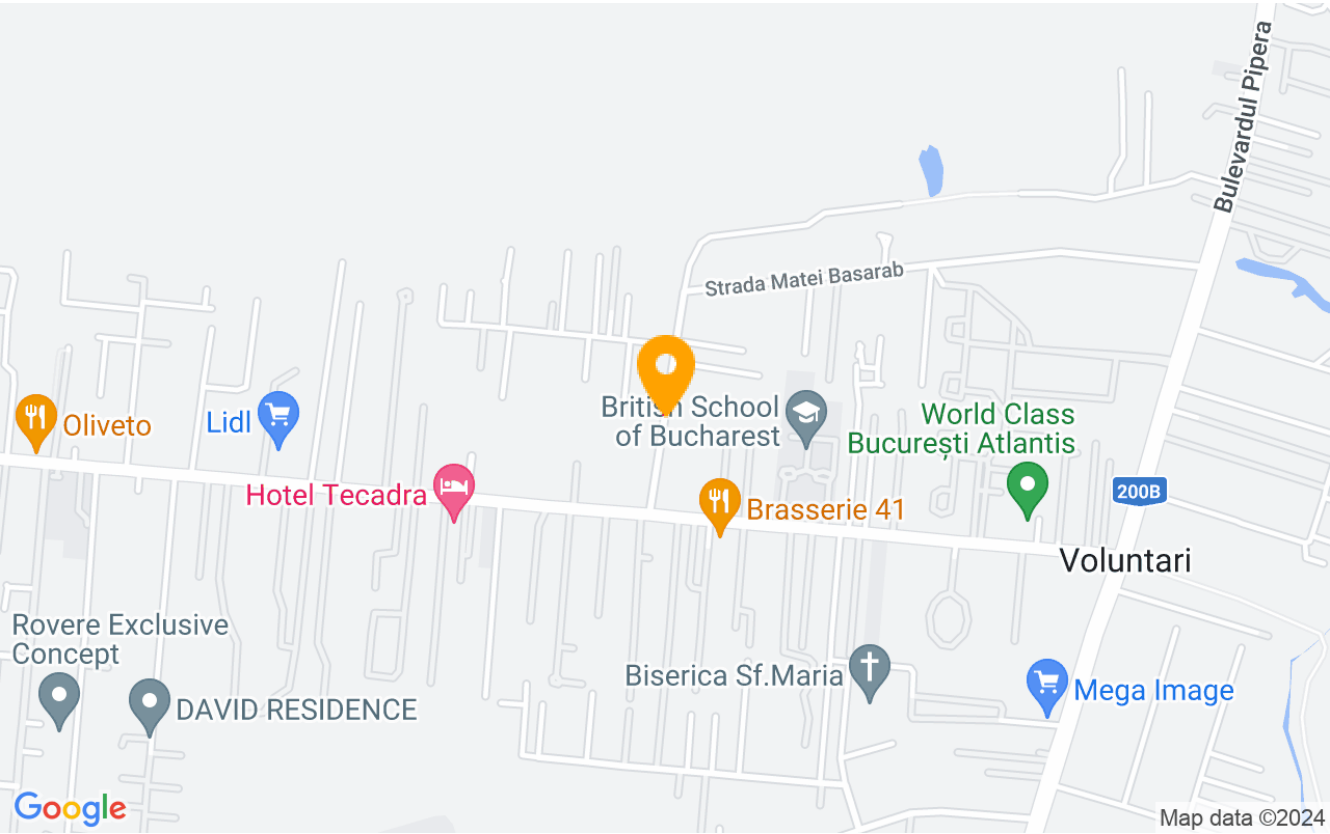 Bulevardul Pipera
Strada Matei Basarab
British School
of Bucharest
World Class
București Atlantis
Oliveto
Lidl
Hotel Tecadra
200B
Brasserie 41
Voluntari
Rovere Exclusive
Concept
Biserica Sf.Maria
DAVID RESIDENCE
Mega Image
Google
Map data ©2024